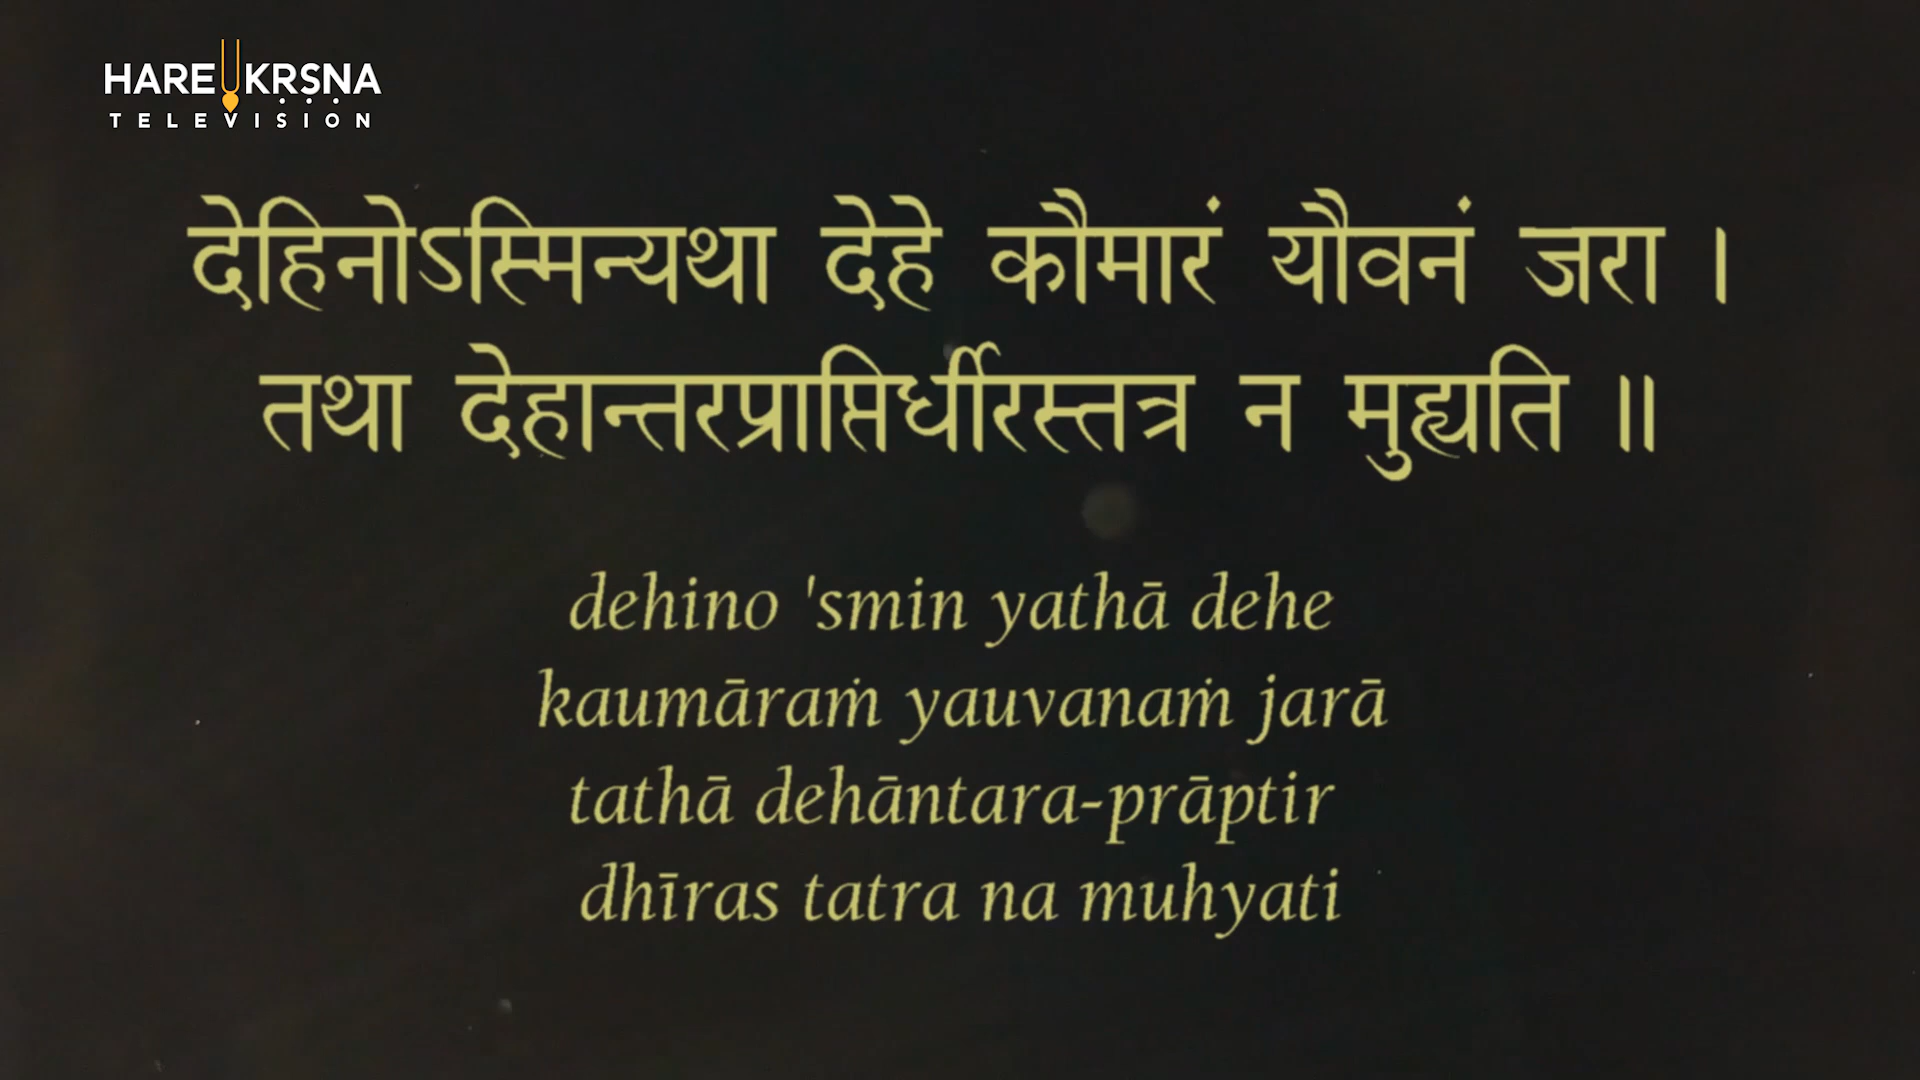 HARE KRSNA
TELEVISION
देहिनोऽस्मिन्यथा देहे कौमारं यौवनं जरा ।
तथा देहान्तरप्राप्तिर्धीरस्तत्र न मुह्यति ॥
dehino 'smin yathā dehe
kaumāraṁ yauvanaṁ jarā
tathā dehāntara-prāptir
dhīras tatra na muhyati